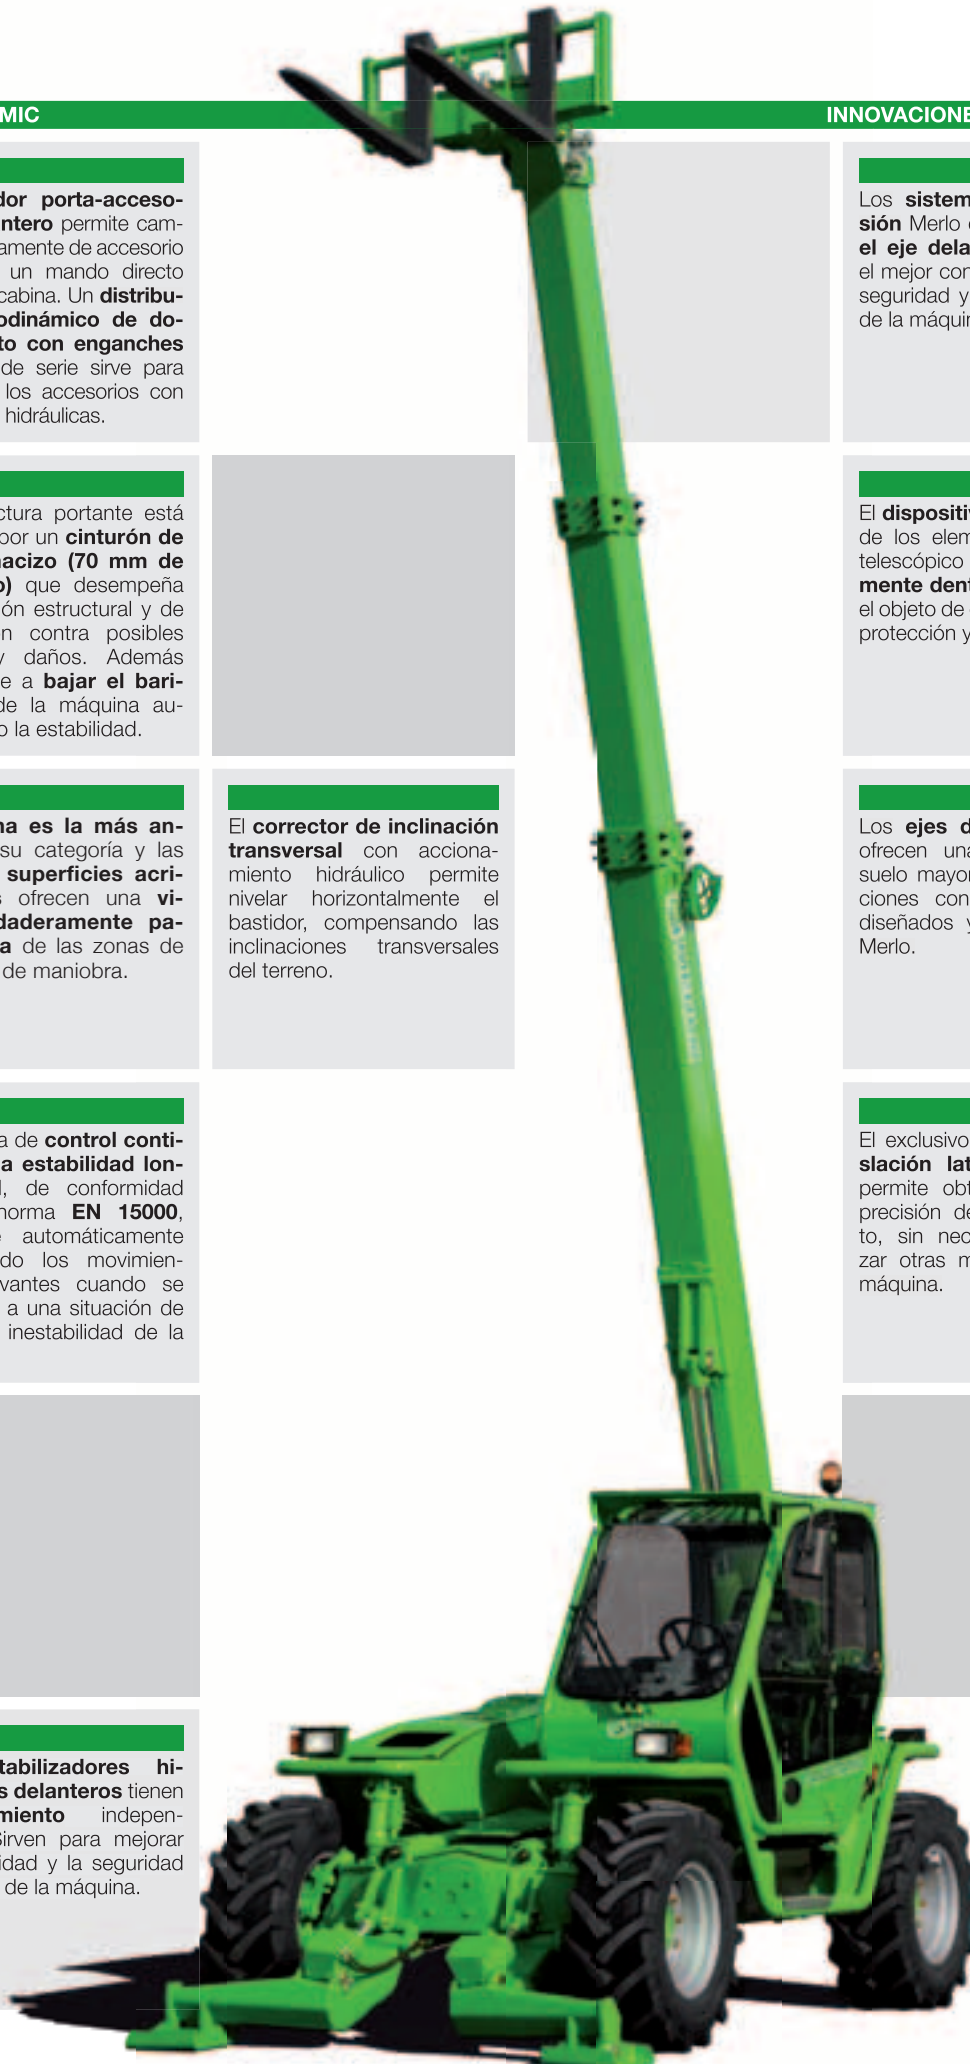 MIC
INNOVACIONE
dor porta-acceso-
ntero permite cam-
amente de accesorio
un mando directo
cabina. Un distribu-
odinámico de do-
to con enganches
de serie sirve para
los accesorios con
hidráulicas.
ctura portante está
por un cinturón de
nacizo (70 mm de
o) que desempeña
ón estructural y de
n contra posibles
y daños. Además
e a bajar el bari-
de la máquina au-
o la estabilidad.
na es la más an-
su categoría y las
superficies acri-
s ofrecen una vi-
daderamente pa-
a de las zonas de
de maniobra.
a de control conti-
a estabilidad lon-
l, de conformidad
norma EN 15000,
e automáticamente
do los movimien-
vantes cuando se
a una situación de
inestabilidad de la
tabilizadores hi-
s delanteros tienen
miento indepen-
Sirven para mejorar
idad y la seguridad
de la máquina.
El corrector de inclinación
transversal con acciona-
miento hidráulico permite
nivelar horizontalmente el
bastidor, compensando las
inclinaciones transversales
del terreno.
Los sistem
sión Merlo
el eje dela
el mejor con
seguridad y
de la máquin
El dispositiv
de los elem
telescópico
mente dent
el objeto de
protección y
Los ejes d
ofrecen una
suelo mayor
ciones con
diseñados y
Merlo.
El exclusivo
slación lat
permite obt
precisión de
to, sin nec
zar otras m
máquina.